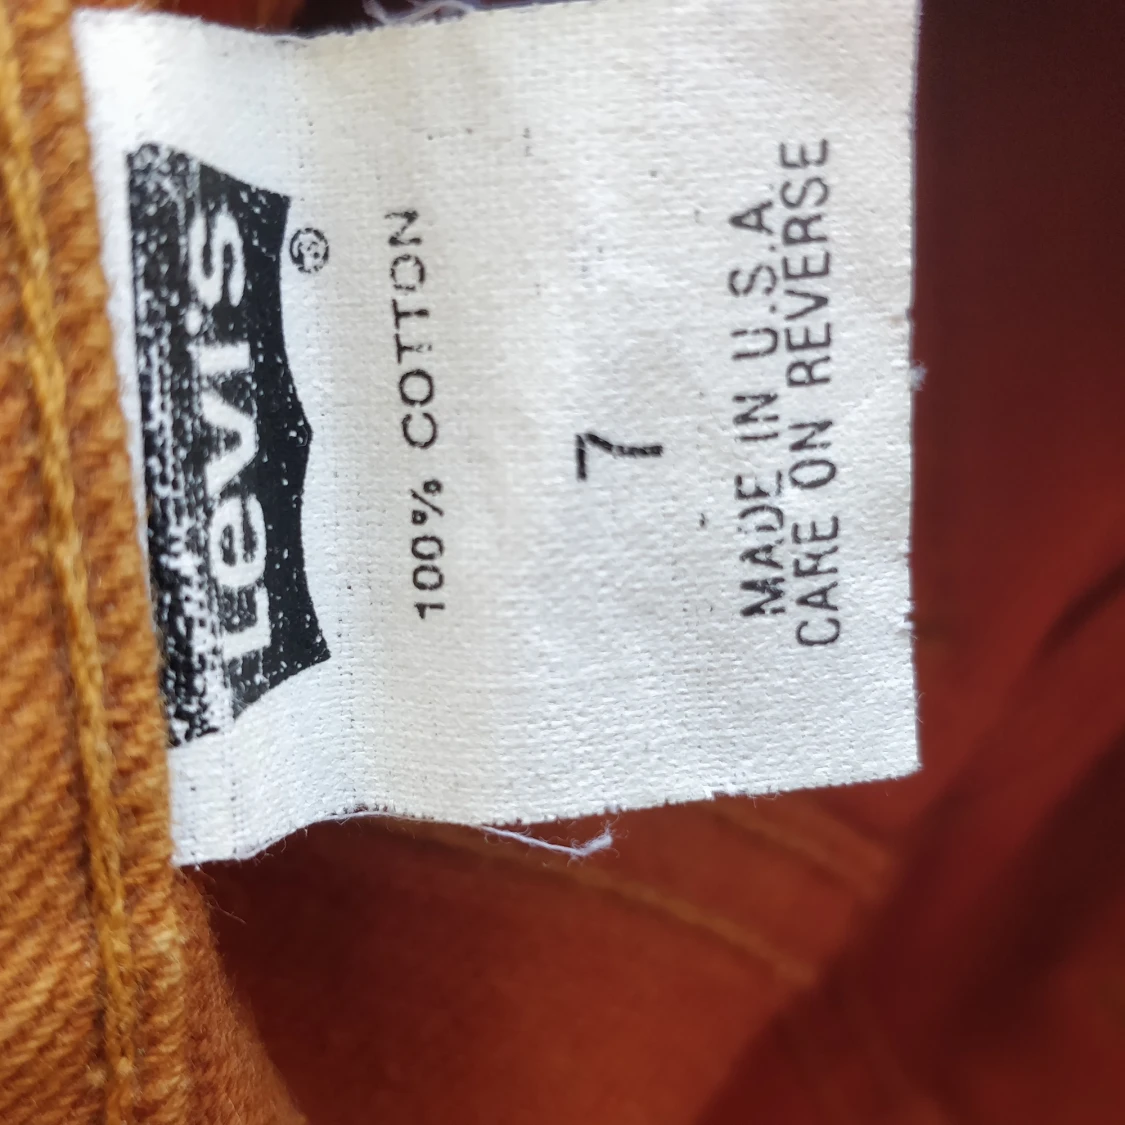 Levi's®
100% COTTON
7
MADE IN U.S.A.
CARE ON REVERSE